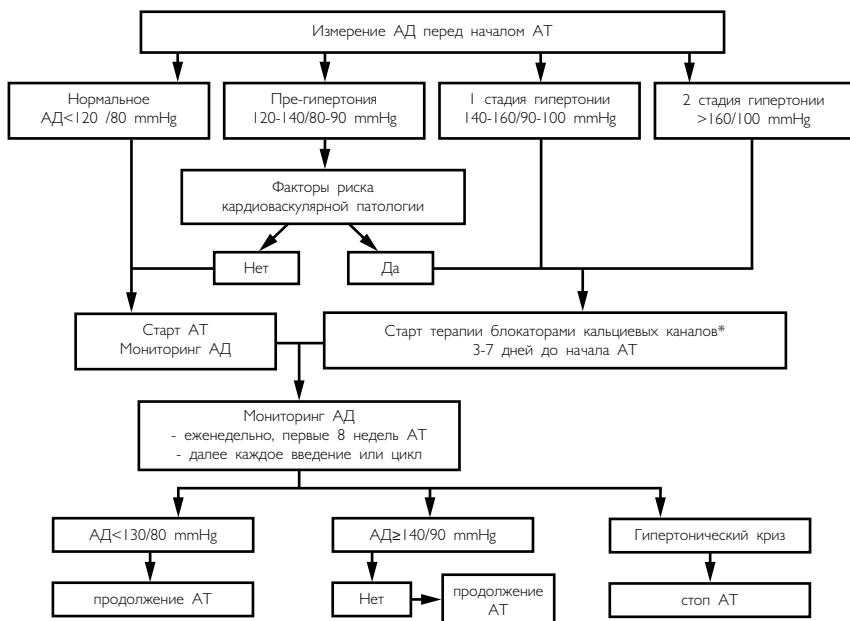 Измерение АД перед началом АТ
Нормальное
АД<120 /80 mmHg
Пре-гипертония
120-140/80-90 mmHg
1 стадия гипертонии
140-160/90-100 mmHg
2 стадия гипертонии
>160/100 mmHg
Факторы риска
кардиоваскулярной патологии
Нет
Да
Старт АТ
Мониторинг АД
Старт терапии блокаторами кальциевых каналов*
3-7 дней до начала АТ
Мониторинг АД
- еженедельно, первые 8 недель АТ
- далее каждое введение или цикл
АД<130/80 mmHg
АД≥140/90 mmHg
Гипертонический криз
продолжение АТ
Нет
продолжение
АТ
стоп АТ